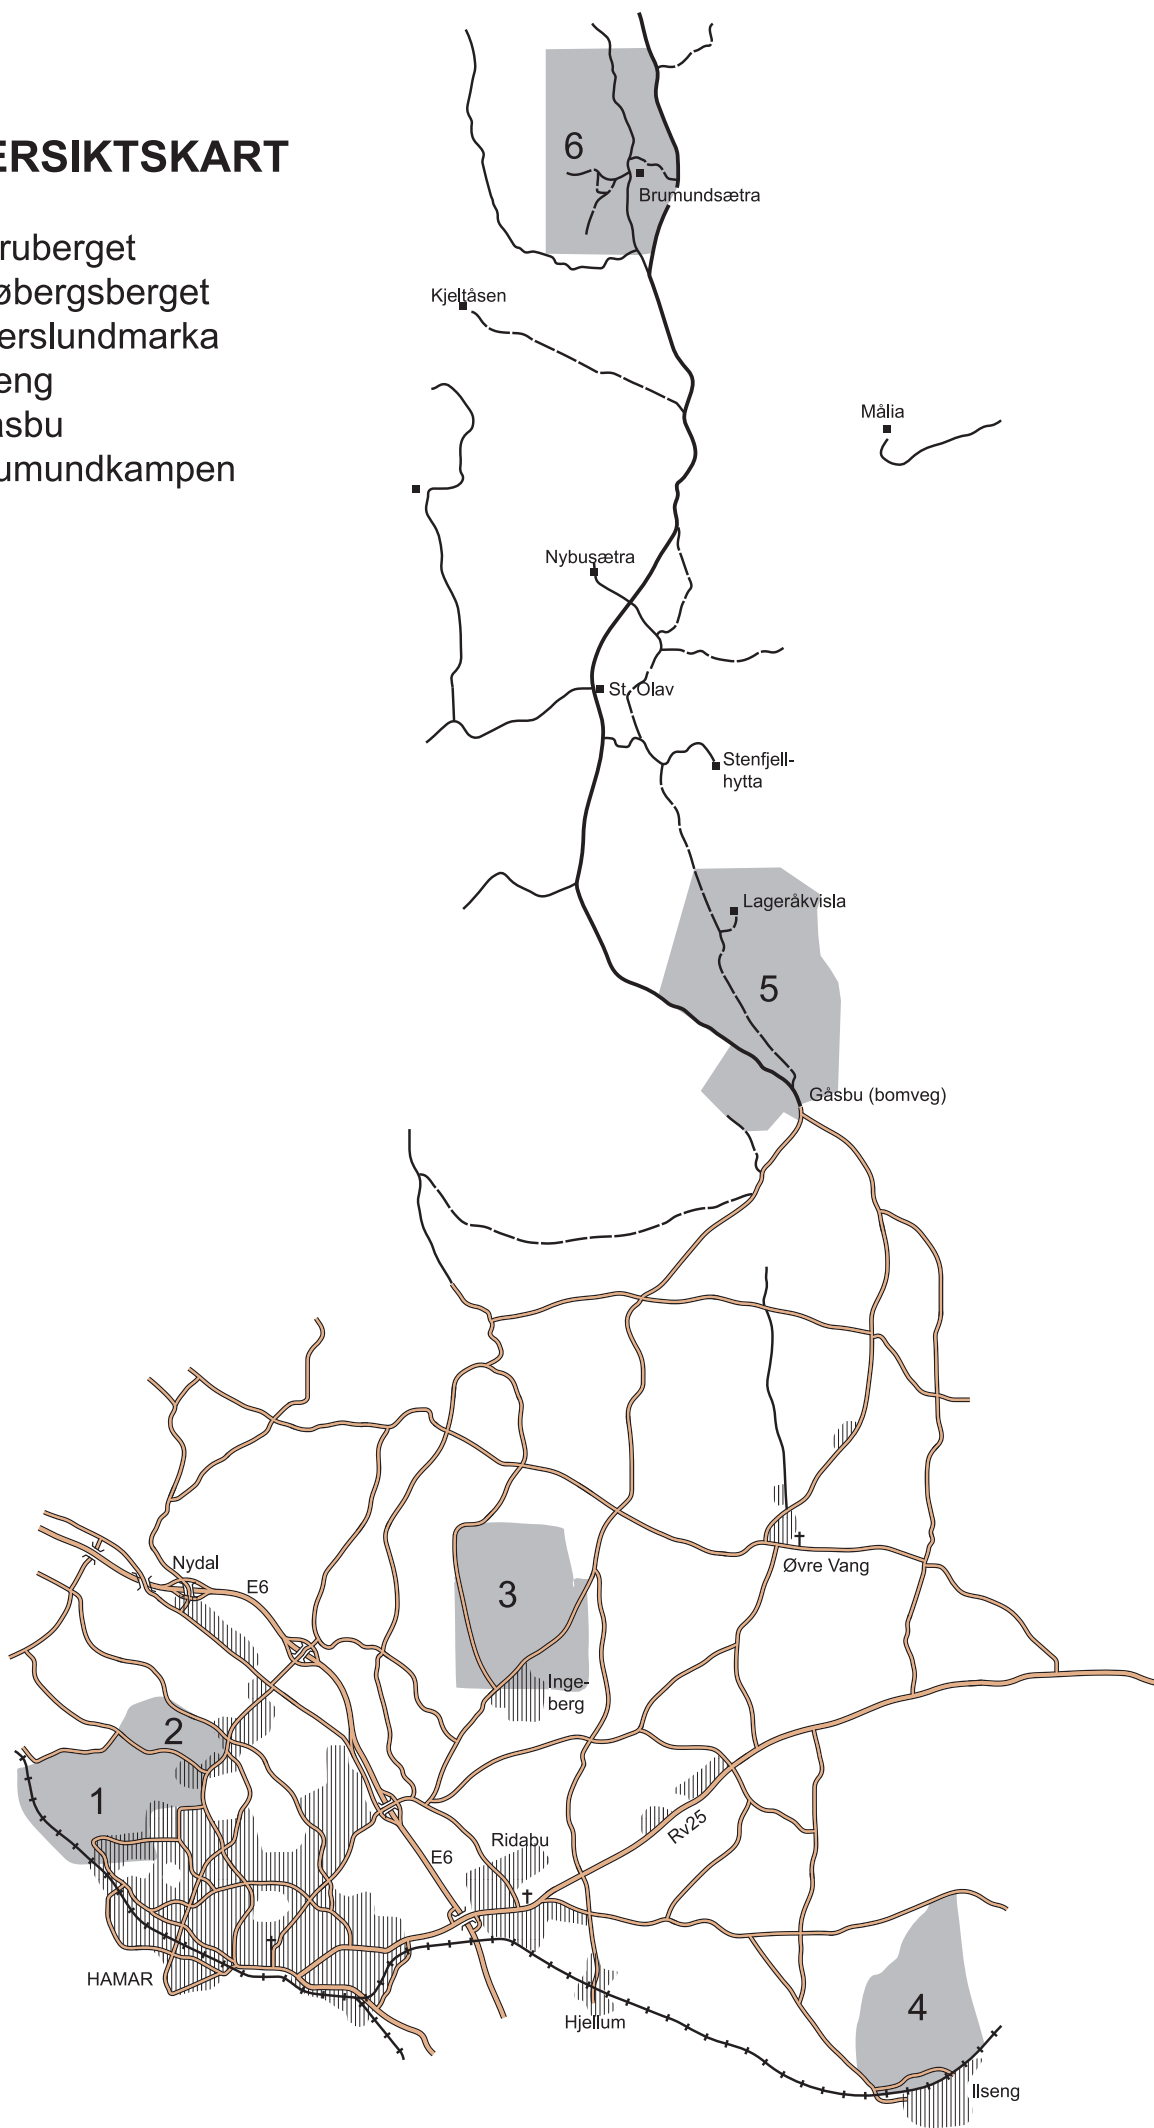 ERSIKTSKART
ruberget
øbergsberget
erslundmarka
eng
åsbu
umundkampen
6
Brumundsætra
Kjeltåsen
Målia
Nybusætra
St. Olav
Stenfjell-
hytta
Lageråkvisla
5
Gåsbu (bomveg)
Nydal
E6
Øvre Vang
3
Inge-
berg
2
1
Rv25
Ridabu
E6
HAMAR
Hjellum
4
Ilseng